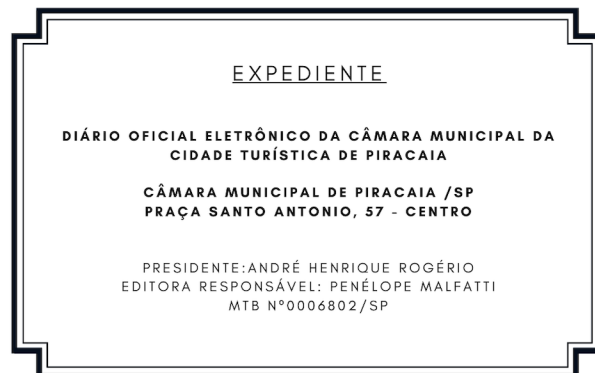 EXPEDIENTE
DIÁRIO OFICIAL ELETRÔNICO DA CÂMARA MUNICIPAL DA
CIDADE TURÍSTICA DE PIRACAIA
CÂMARA MUNICIPAL DE PIRACAIA /SP
PRAÇA SANTO ANTONIO, 57 - CENTRO
PRESIDENTE:ANDRÉ HENRIQUE ROGÉRIO
EDITORA RESPONSÁVEL: PENÉLOPE MALFATTI
MTB Nº0006802/SP